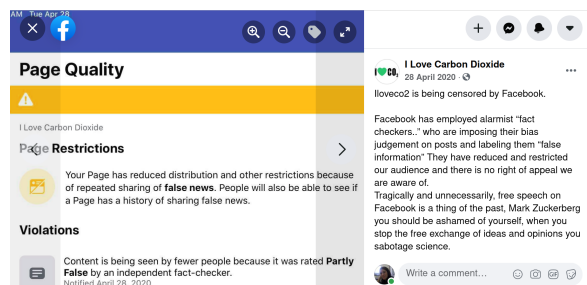 AM Tue Apr 28
Page Quality
I Love Carbon Dioxide
Page Restrictions
Your Page has reduced distribution and other restrictions because
of repeated sharing of false news. People will also be able to see if
a Page has a history of sharing false news.
Violations
Content is being seen by fewer people because it was rated Partly
False by an independent fact-checker.
Notified April 28, 2020
I CO₂
I Love Carbon Dioxide
28 April 2020 ·
Iloveco2 is being censored by Facebook.
Facebook has employed alarmist “fact
checkers..” who are imposing their bias
judgement on posts and labeling them “false
information” They have reduced and restricted
our audience and there is no right of appeal we
are aware of.
Tragically and unnecessarily, free speech on
Facebook is a thing of the past, Mark Zuckerberg
you should be ashamed of yourself, when you
stop the free exchange of ideas and opinions you
sabotage science.
Write a comment…
GIF